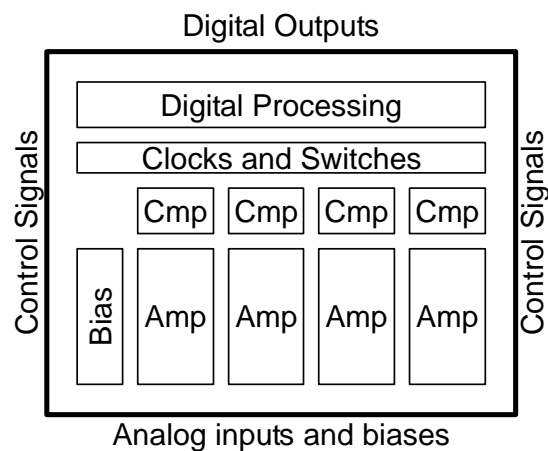 Digital Outputs
Digital Processing
Clocks and Switches
Control Signals
Control Signals
Cmp Cmp Cmp Cmp
Bias
Amp Amp Amp Amp
Analog inputs and biases